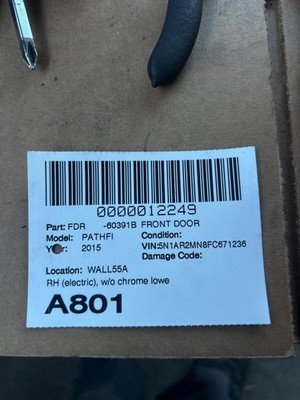 0000012249
Part: FDR -60391B FRONT DOOR
Model: PATHFI Condition:
Year: 2015 VIN:5N1AR2MN8FC671236
Damage Code:
Location: WALL55A
RH (electric), w/o chrome lowe
A801